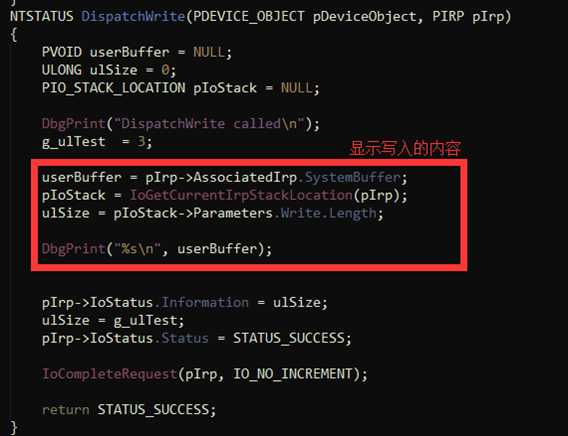 }
NTSTATUS DispatchWrite(PDEVICE_OBJECT pDeviceObject, PIRP pIrp)
{
PVOID userBuffer = NULL;
ULONG ulSize = 0;
PIO_STACK_LOCATION pIoStack = NULL;
DbgPrint("DispatchWrite called\n");
g_ulTest  = 3;
显示写入的内容
userBuffer = pIrp->AssociatedIrp.SystemBuffer;
pIoStack = IoGetCurrentIrpStackLocation(pIrp);
ulSize = pIoStack->Parameters.Write.Length;
DbgPrint("%s\n", userBuffer);
pIrp->IoStatus.Information = ulSize;
ulSize = g_ulTest;
pIrp->IoStatus.Status = STATUS_SUCCESS;
IoCompleteRequest(pIrp, IO_NO_INCREMENT);
return STATUS_SUCCESS;
}